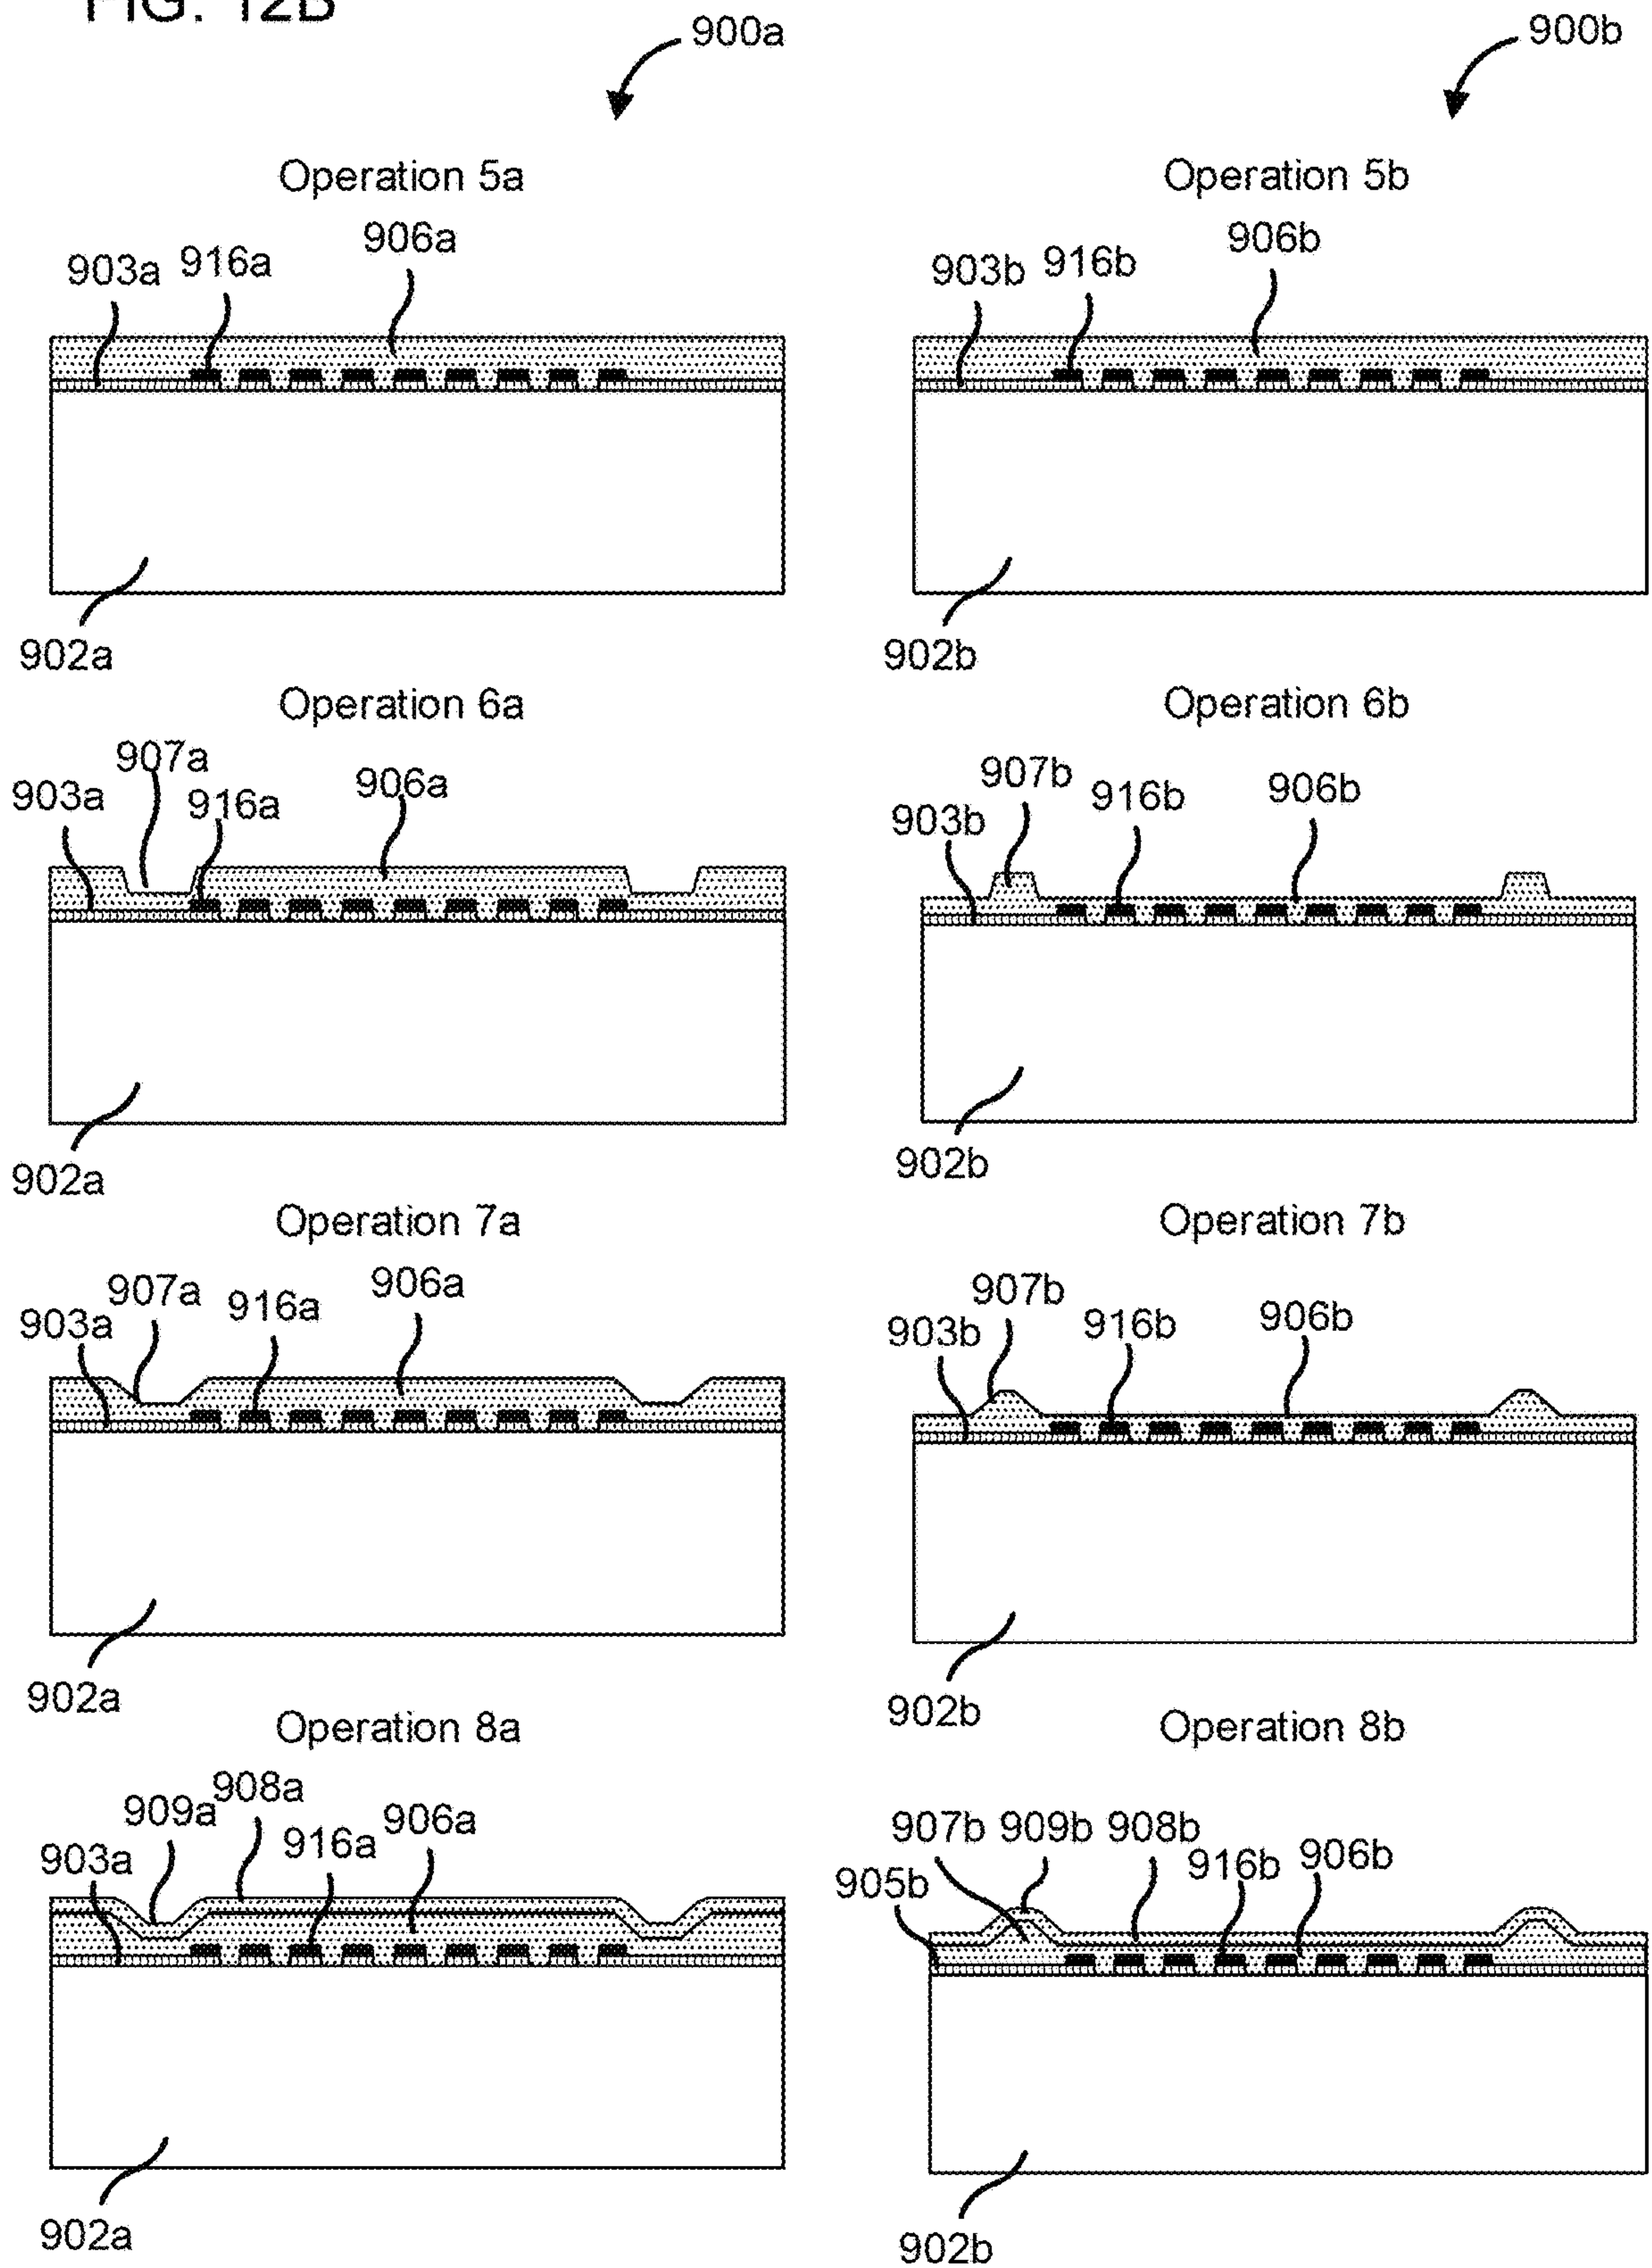 FIG. 12B
900a
900b
Operation 5a
Operation 5b
903a 916a 906a
903b 916b 906b
902a
902b
Operation 6a
Operation 6b
907a
903a 916a 906a
907b
903b 916b 906b
902a
902b
Operation 7a
Operation 7b
903a 907a 916a 906a
903b 907b 916b 906b
902a
902b
Operation 8a
Operation 8b
903a 909a 908a 916a 906a
905b 907b 909b 908b 916b 906b
902a
902b